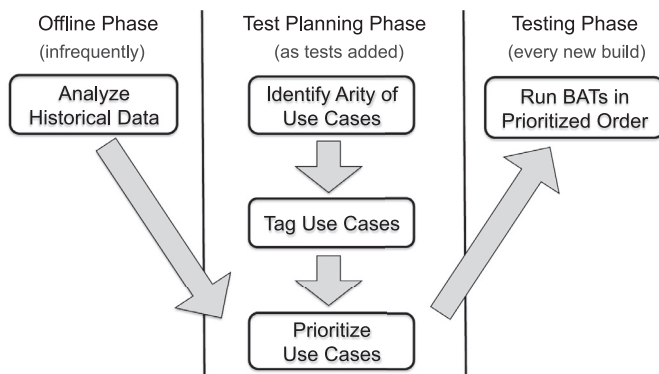 Offline Phase
(infrequently)
Analyze
Historical Data
Test Planning Phase
(as tests added)
Identify Arity of
Use Cases
Tag Use Cases
Prioritize
Use Cases
Testing Phase
(every new build)
Run BATs in
Prioritized Order